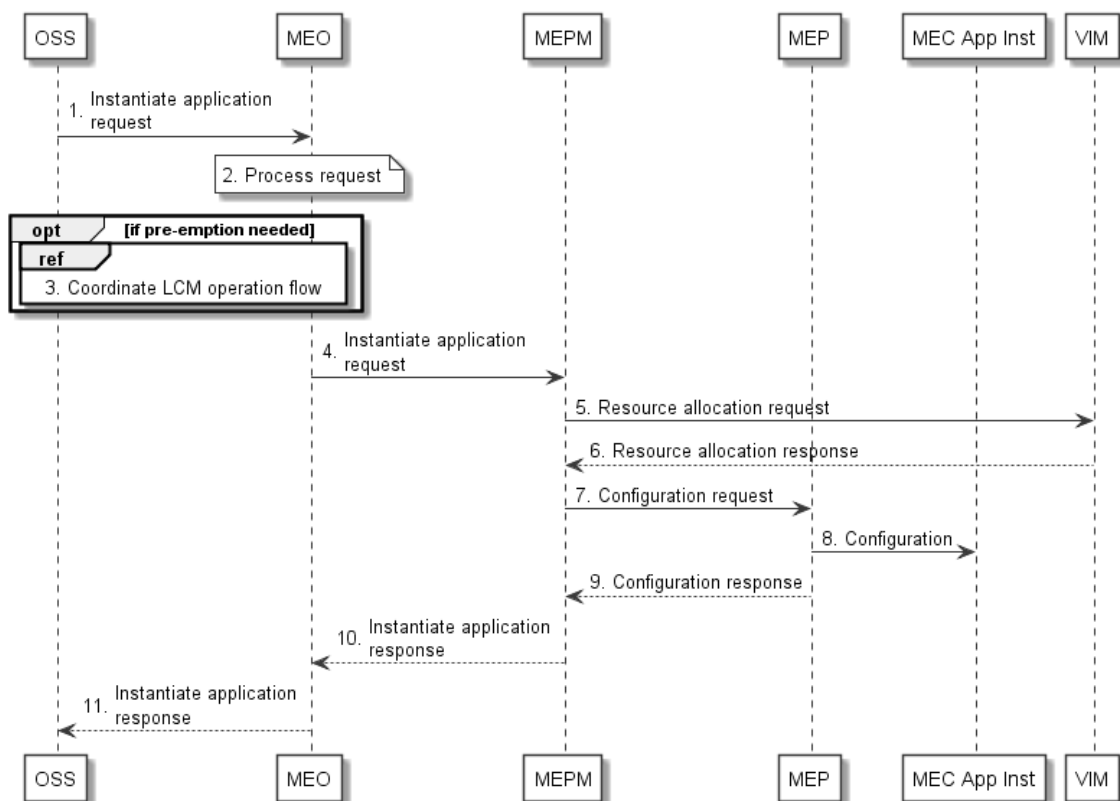 OSS MEO MEPM MEP MEC App Inst VIM
1. Instantiate application
request
2. Process request
opt [if pre-emption needed]
ref
3. Coordinate LCM operation flow
4. Instantiate application
request
5. Resource allocation request
6. Resource allocation response
7. Configuration request
8. Configuration
9. Configuration response
10. Instantiate application
response
11. Instantiate application
response
OSS MEO MEPM MEP MEC App Inst VIM